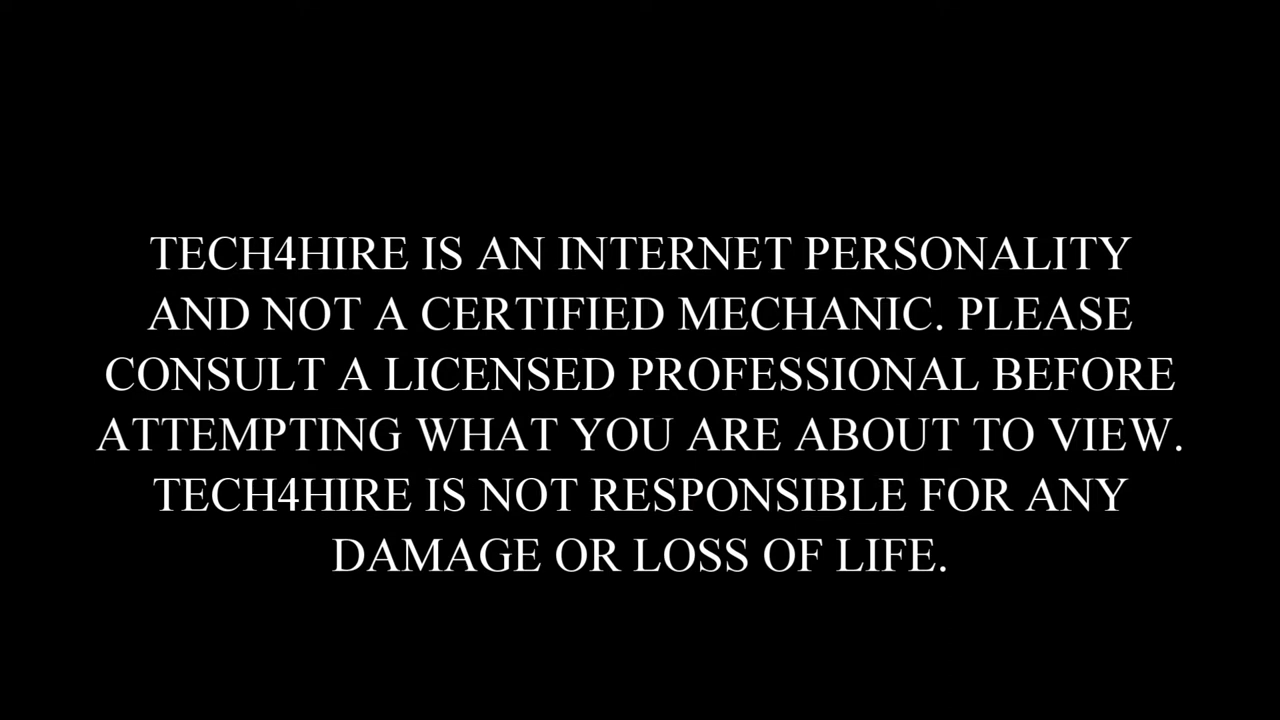 TECH4HIRE IS AN INTERNET PERSONALITY
AND NOT A CERTIFIED MECHANIC. PLEASE
CONSULT A LICENSED PROFESSIONAL BEFORE
ATTEMPTING WHAT YOU ARE ABOUT TO VIEW.
TECH4HIRE IS NOT RESPONSIBLE FOR ANY
DAMAGE OR LOSS OF LIFE.